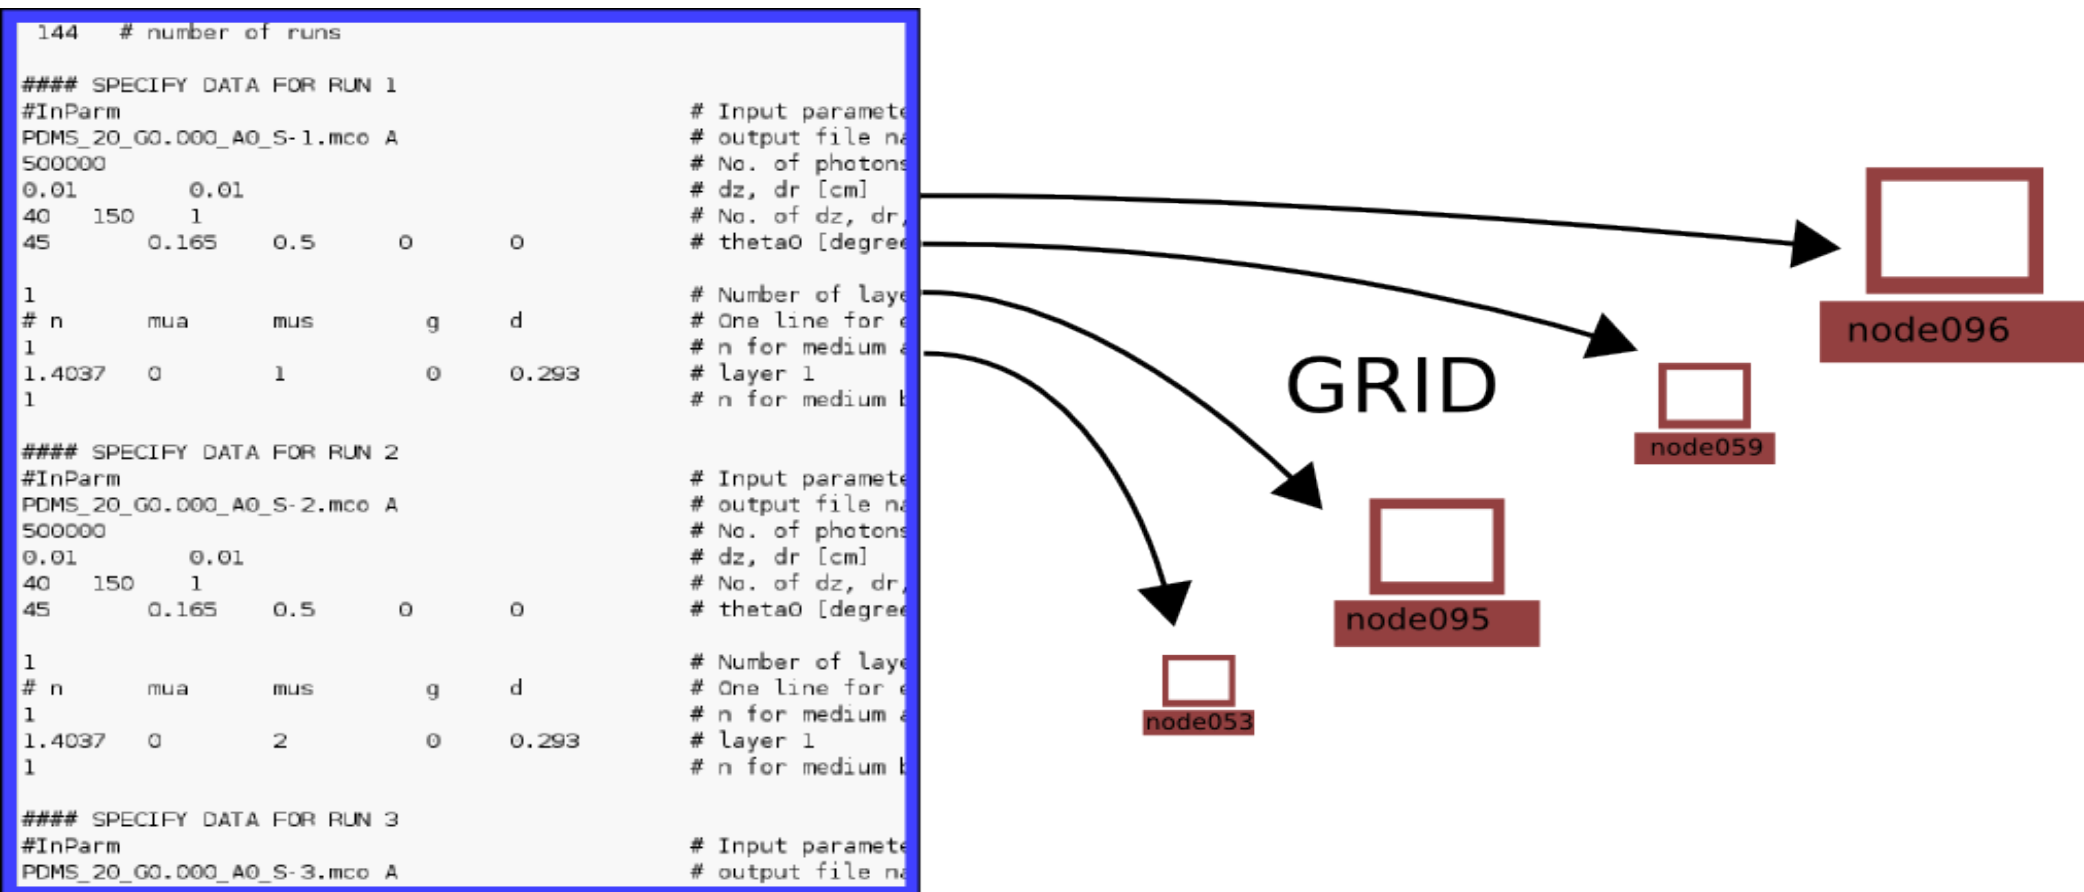 144 # number of runs
#### SPECIFY DATA FOR RUN 1
#InParm # Input paramete
PDMS_20_G0.000_A0_S-1.mco A # output file na
500000 # No. of photons
0.01 0.01 # dz, dr [cm]
40 150 1 # No. of dz, dr,
45 0.165 0.5 0 0 # theta0 [degree
1 # Number of laye
# n mua mus g d # One line for e
1 # n for medium a
1.4037 0 1 0 0.293 # layer 1
1 # n for medium b
#### SPECIFY DATA FOR RUN 2
#InParm # Input paramete
PDMS_20_G0.000_A0_S-2.mco A # output file na
500000 # No. of photons
0.01 0.01 # dz, dr [cm]
40 150 1 # No. of dz, dr,
45 0.165 0.5 0 0 # theta0 [degree
1 # Number of laye
# n mua mus g d # One line for e
1 # n for medium a
1.4037 0 2 0 0.293 # layer 1
1 # n for medium b
#### SPECIFY DATA FOR RUN 3
#InParm # Input paramete
PDMS_20_G0.000_A0_S-3.mco A # output file na
GRID
node096
node059
node095
node053